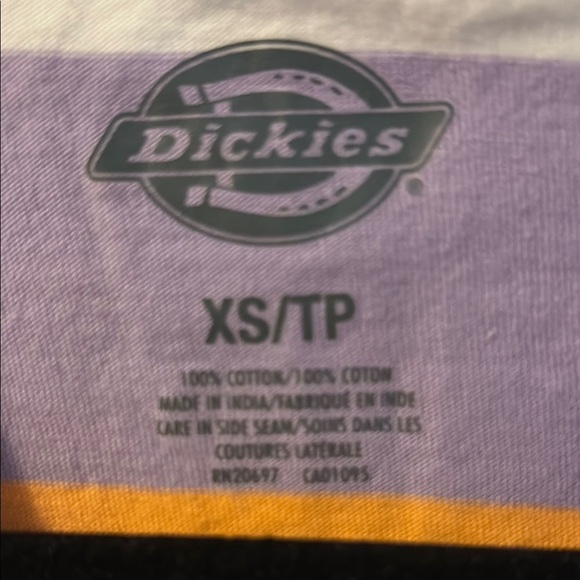 Dickies®
XS/TP
100% COTTON/100% COTON
MADE IN INDIA/FABRIQUÉ EN INDE
CARE IN SIDE SEAM/SOINS DANS LES
COUTURES LATÉRALE
RN20697 CA01095